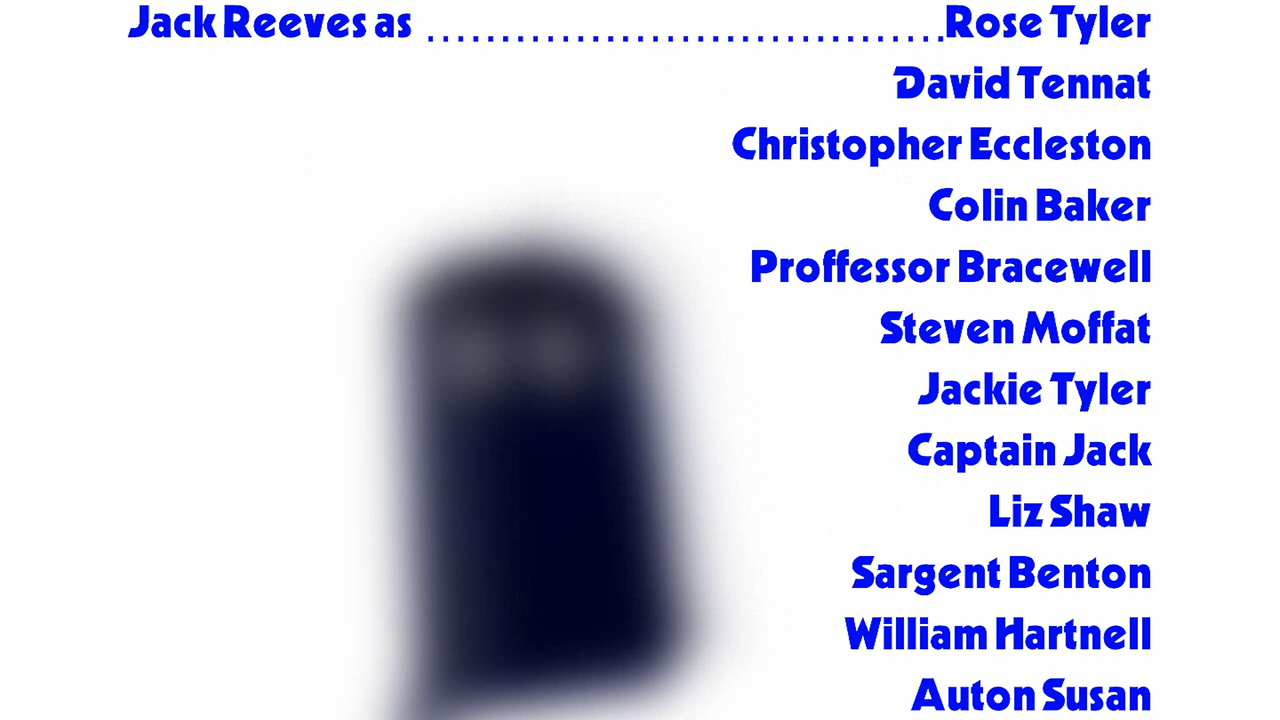 Jack Reeves as ...................................Rose Tyler
David Tennat
Christopher Eccleston
Colin Baker
Proffessor Bracewell
Steven Moffat
Jackie Tyler
Captain Jack
Liz Shaw
Sargent Benton
William Hartnell
Auton Susan